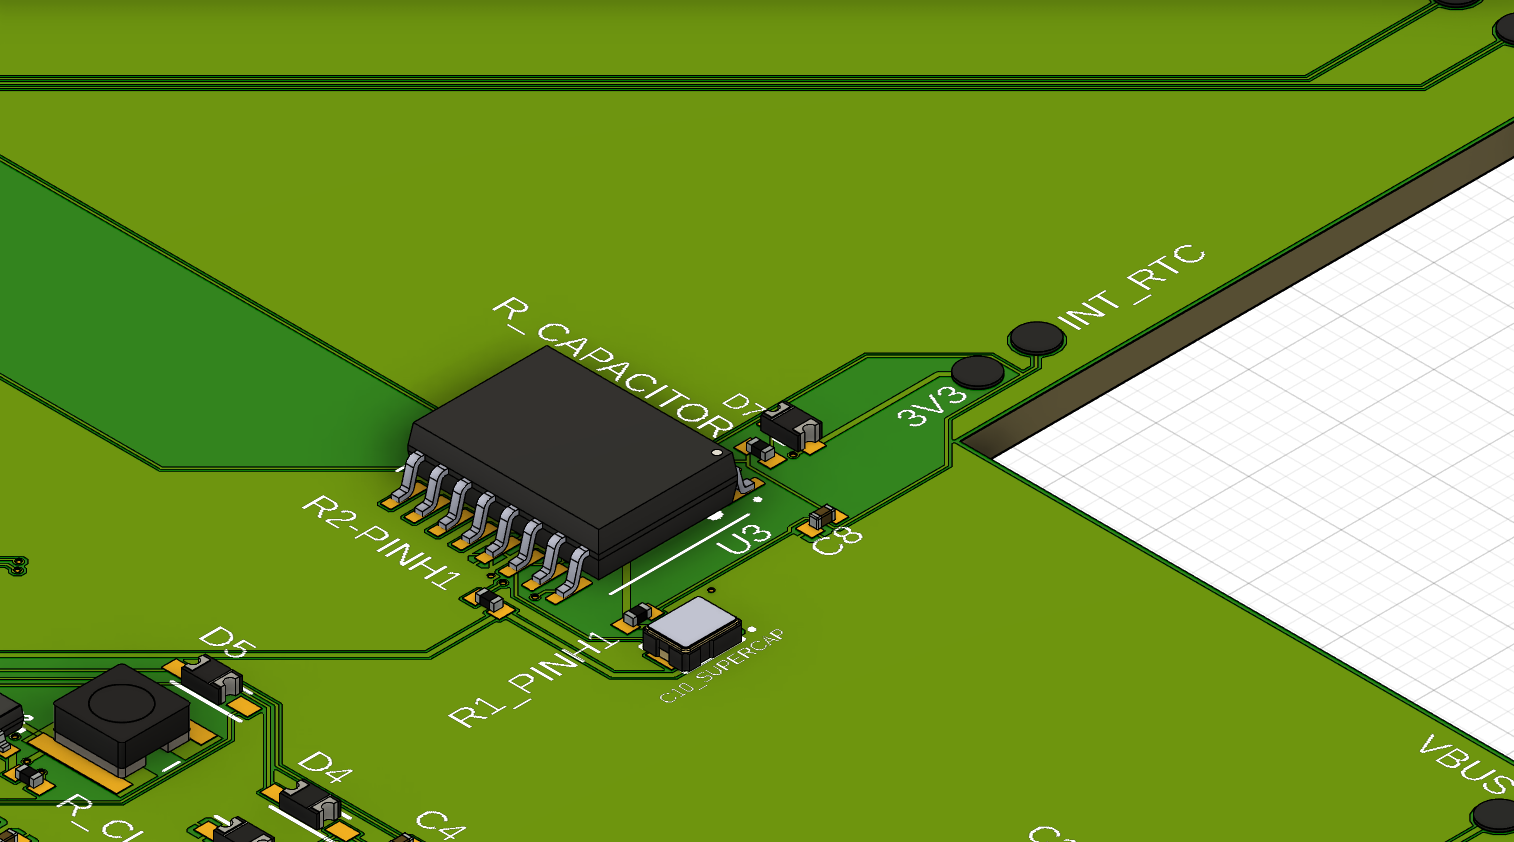 INT_RTC
R_CAPACITOR
D7
3V3
R2-PINH1
U3
C8
R1_PINH1
C10_SUPERCAP
D5
D4
VBUS
C4